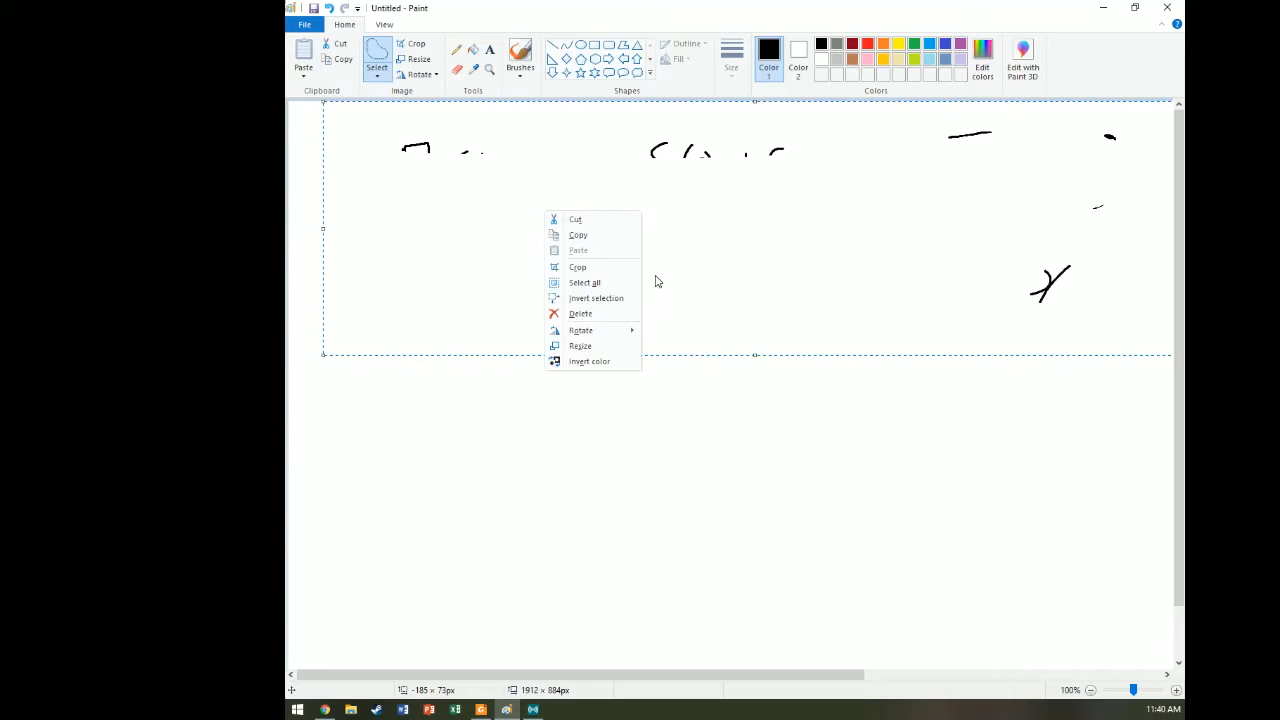 Untitled - Paint
File Home View
Paste Cut Copy Select Crop Resize Rotate Brushes Outline Fill Size Color 1 Color 2 Edit colors Edit with Paint 3D
Clipboard Image Tools Shapes Colors
Cut
Copy
Paste
Crop
Select all
Invert selection
Delete
Rotate
Resize
Invert color
-185 × 73px 1912 × 884px 100%
11:40 AM